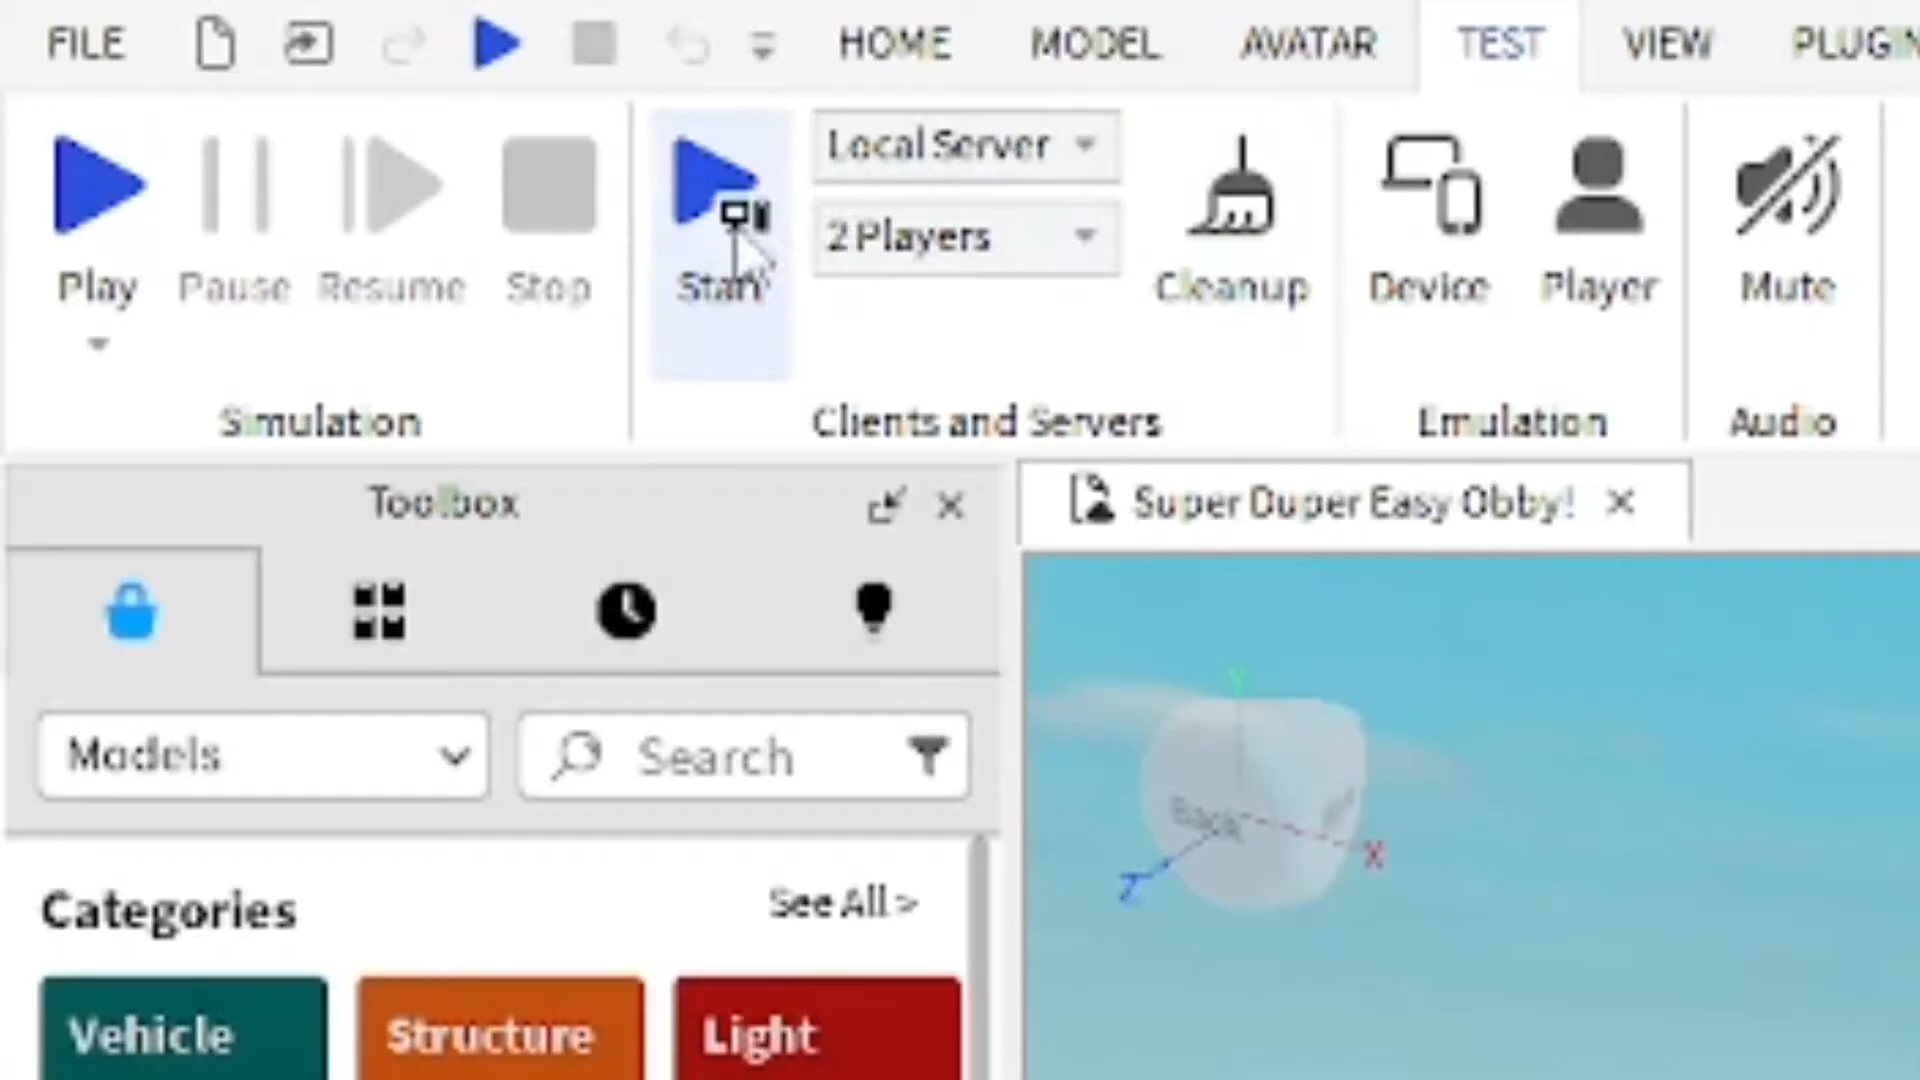 FILE HOME MODEL AVATAR TEST VIEW PLUGIN
Play Pause Resume Stop Start Local Server 2 Players Cleanup Device Player Mute
Simulation Clients and Servers Emulation Audio
Toolbox Super Duper Easy Obby!
Models Search
Y
Back
X
Z
Categories See All >
Vehicle Structure Light